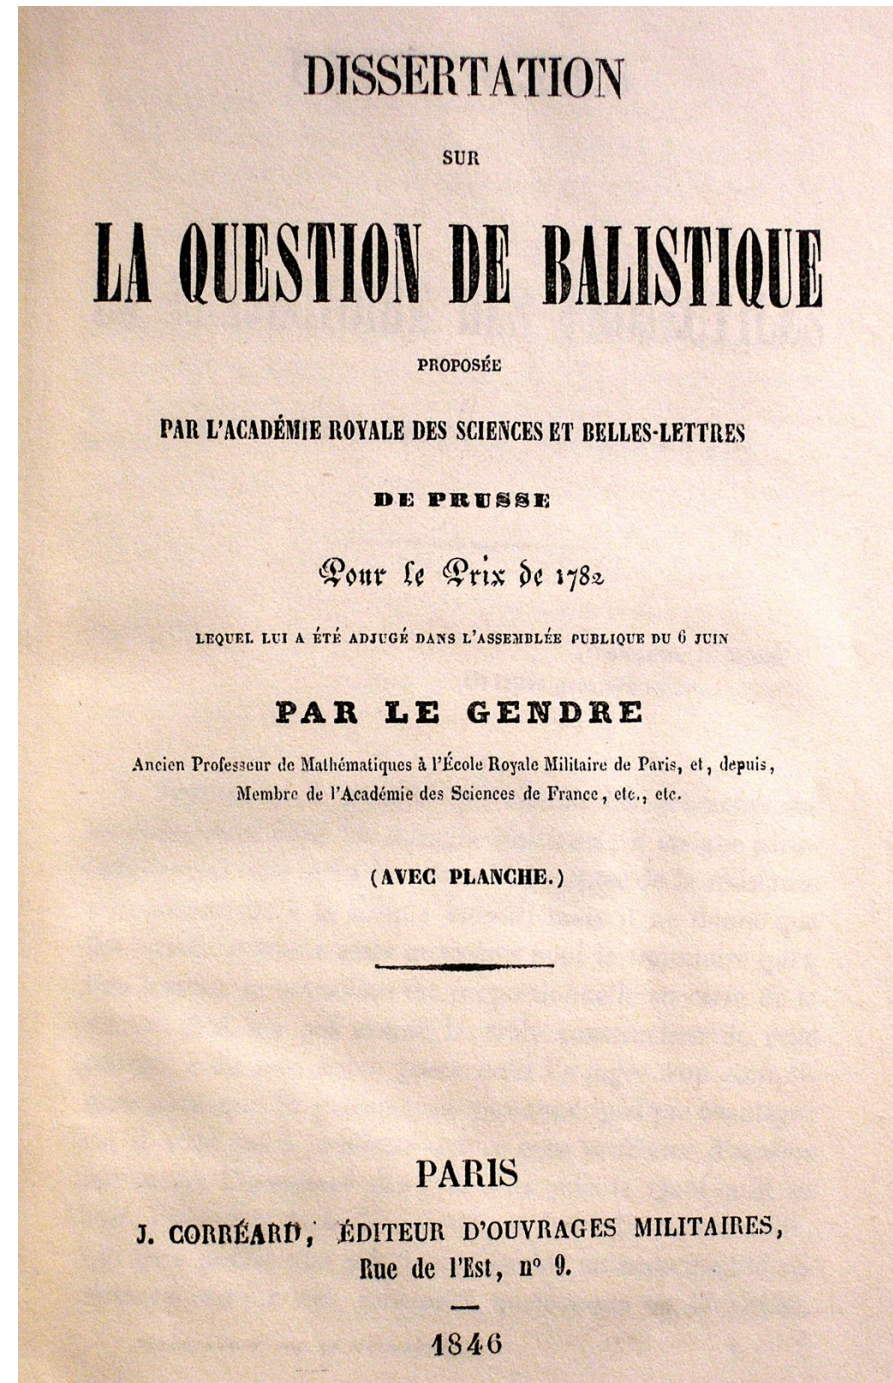 DISSERTATION
SUR
LA QUESTION DE BALISTIQUE
PROPOSÉE
PAR L'ACADÉMIE ROYALE DES SCIENCES ET BELLES-LETTRES
DE PRUSSE
Pour le Prix de 1782
LEQUEL LUI A ÉTÉ ADJUGÉ DANS L'ASSEMBLÉE PUBLIQUE DU 6 JUIN
PAR LE GENDRE
Ancien Professeur de Mathématiques à l'École Royale Militaire de Paris, et, depuis,
Membre de l'Académie des Sciences de France, etc., etc.
(AVEC PLANCHE.)
PARIS
J. CORRÉARD, ÉDITEUR D'OUVRAGES MILITAIRES,
Rue de l'Est, nº 9.
1846